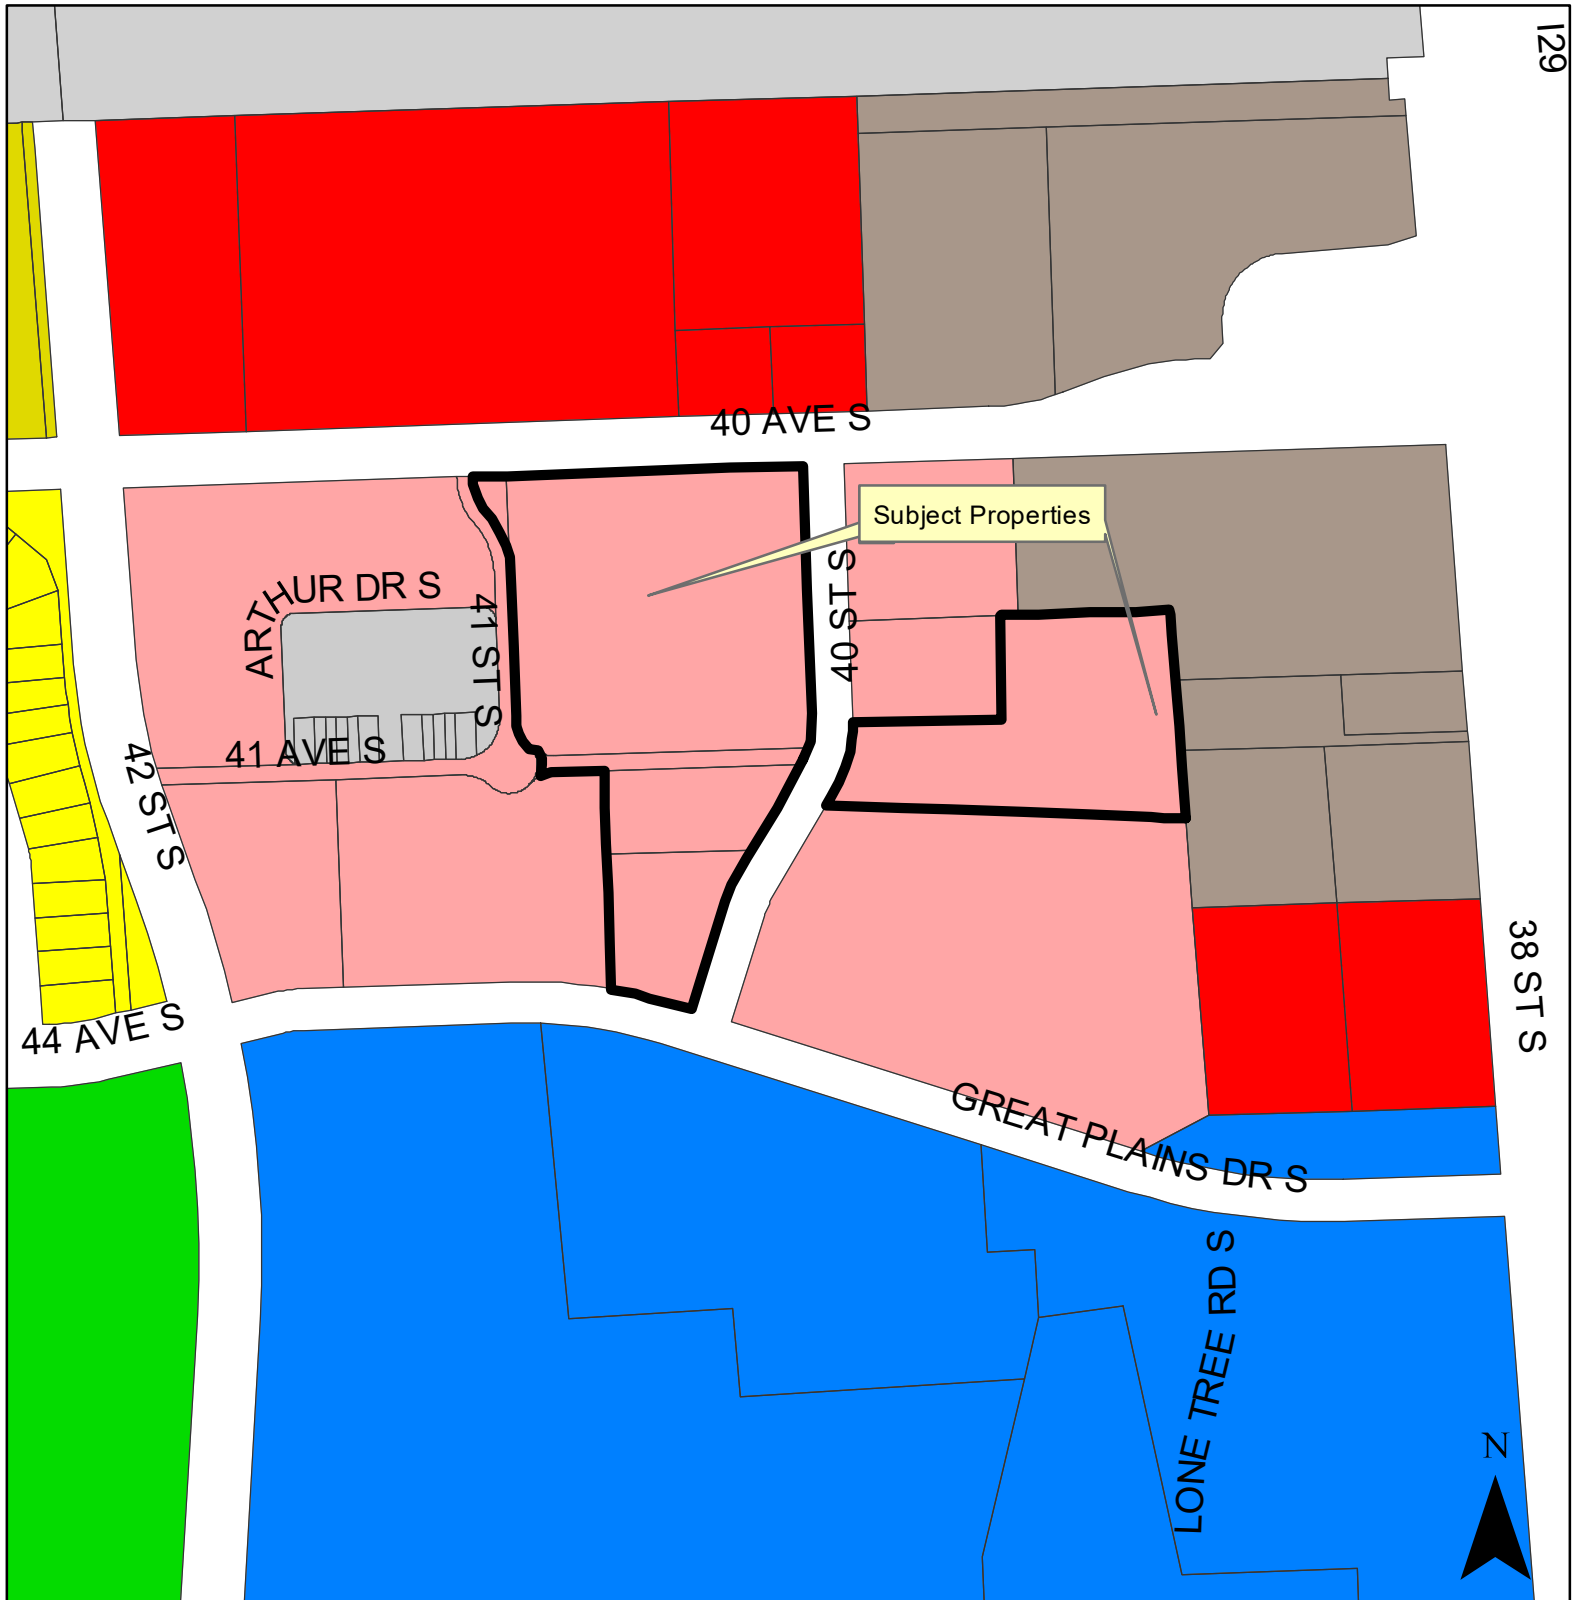 I29
40 AVE S
Subject Properties
ARTHUR DR S
41 ST S
40 ST S
41 AVE S
42 ST S
38 ST S
44 AVE S
GREAT PLAINS DR S
LONE TREE RD S
N